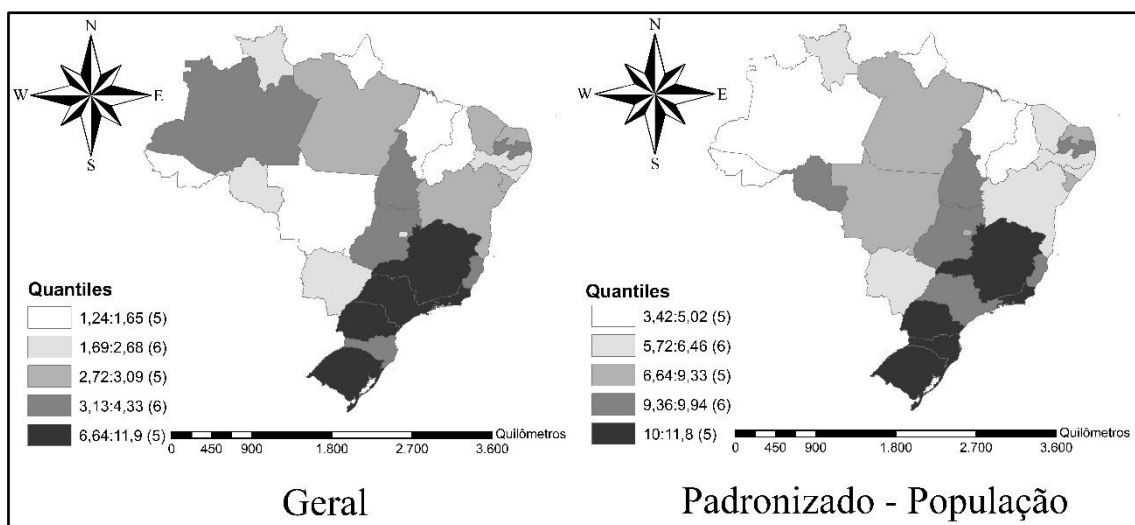 N
W E
S
Quantiles
1,24:1,65 (5)
1,69:2,68 (6)
2,72:3,09 (5)
3,13:4,33 (6)
6,64:11,9 (5)
Quilômetros
0 450 900 1.800 2.700 3.600
Geral
N
W E
S
Quantiles
3,42:5,02 (5)
5,72:6,46 (6)
6,64:9,33 (5)
9,36:9,94 (6)
10:11,8 (5)
Quilômetros
0 450 900 1.800 2.700 3.600
Padronizado - População